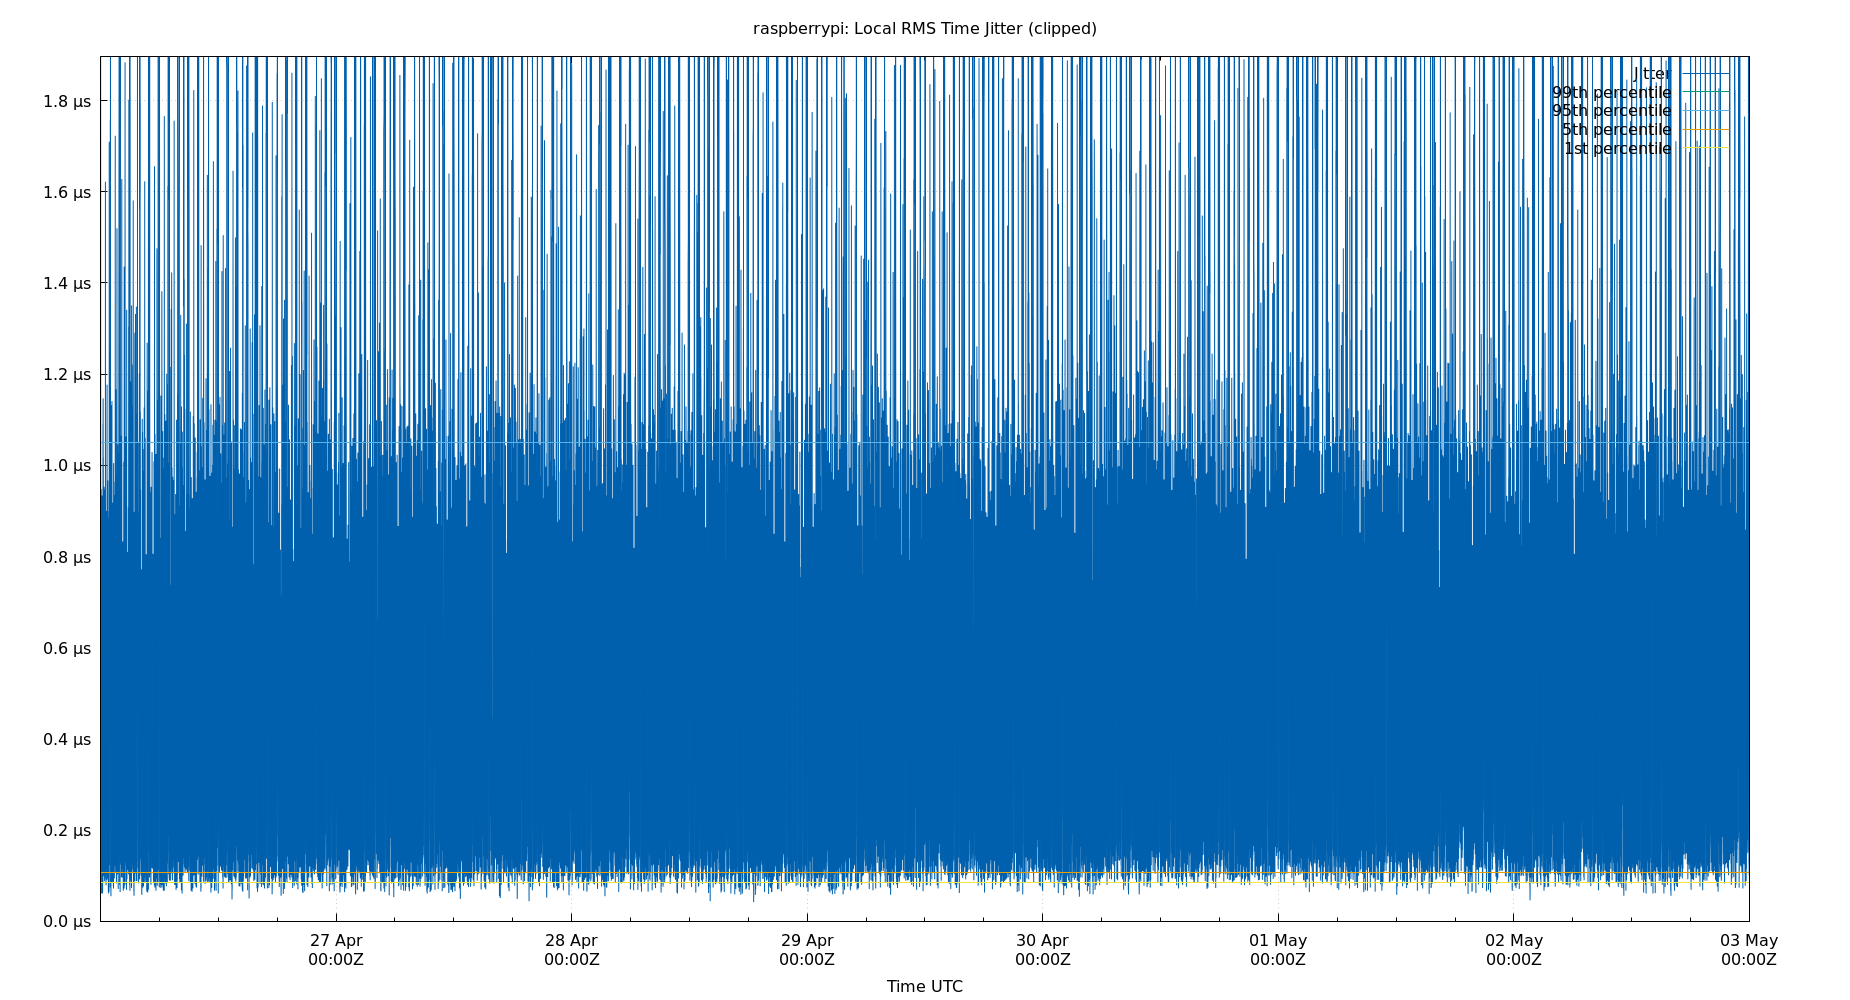 raspberrypi: Local RMS Time Jitter (clipped)
Jitter
99th percentile
95th percentile
5th percentile
1st percentile
1.8 µs
1.6 µs
1.4 µs
1.2 µs
1.0 µs
0.8 µs
0.6 µs
0.4 µs
0.2 µs
0.0 µs
27 Apr 28 Apr 29 Apr 30 Apr 01 May 02 May 03 May
00:00Z 00:00Z 00:00Z 00:00Z 00:00Z 00:00Z 00:00Z
Time UTC